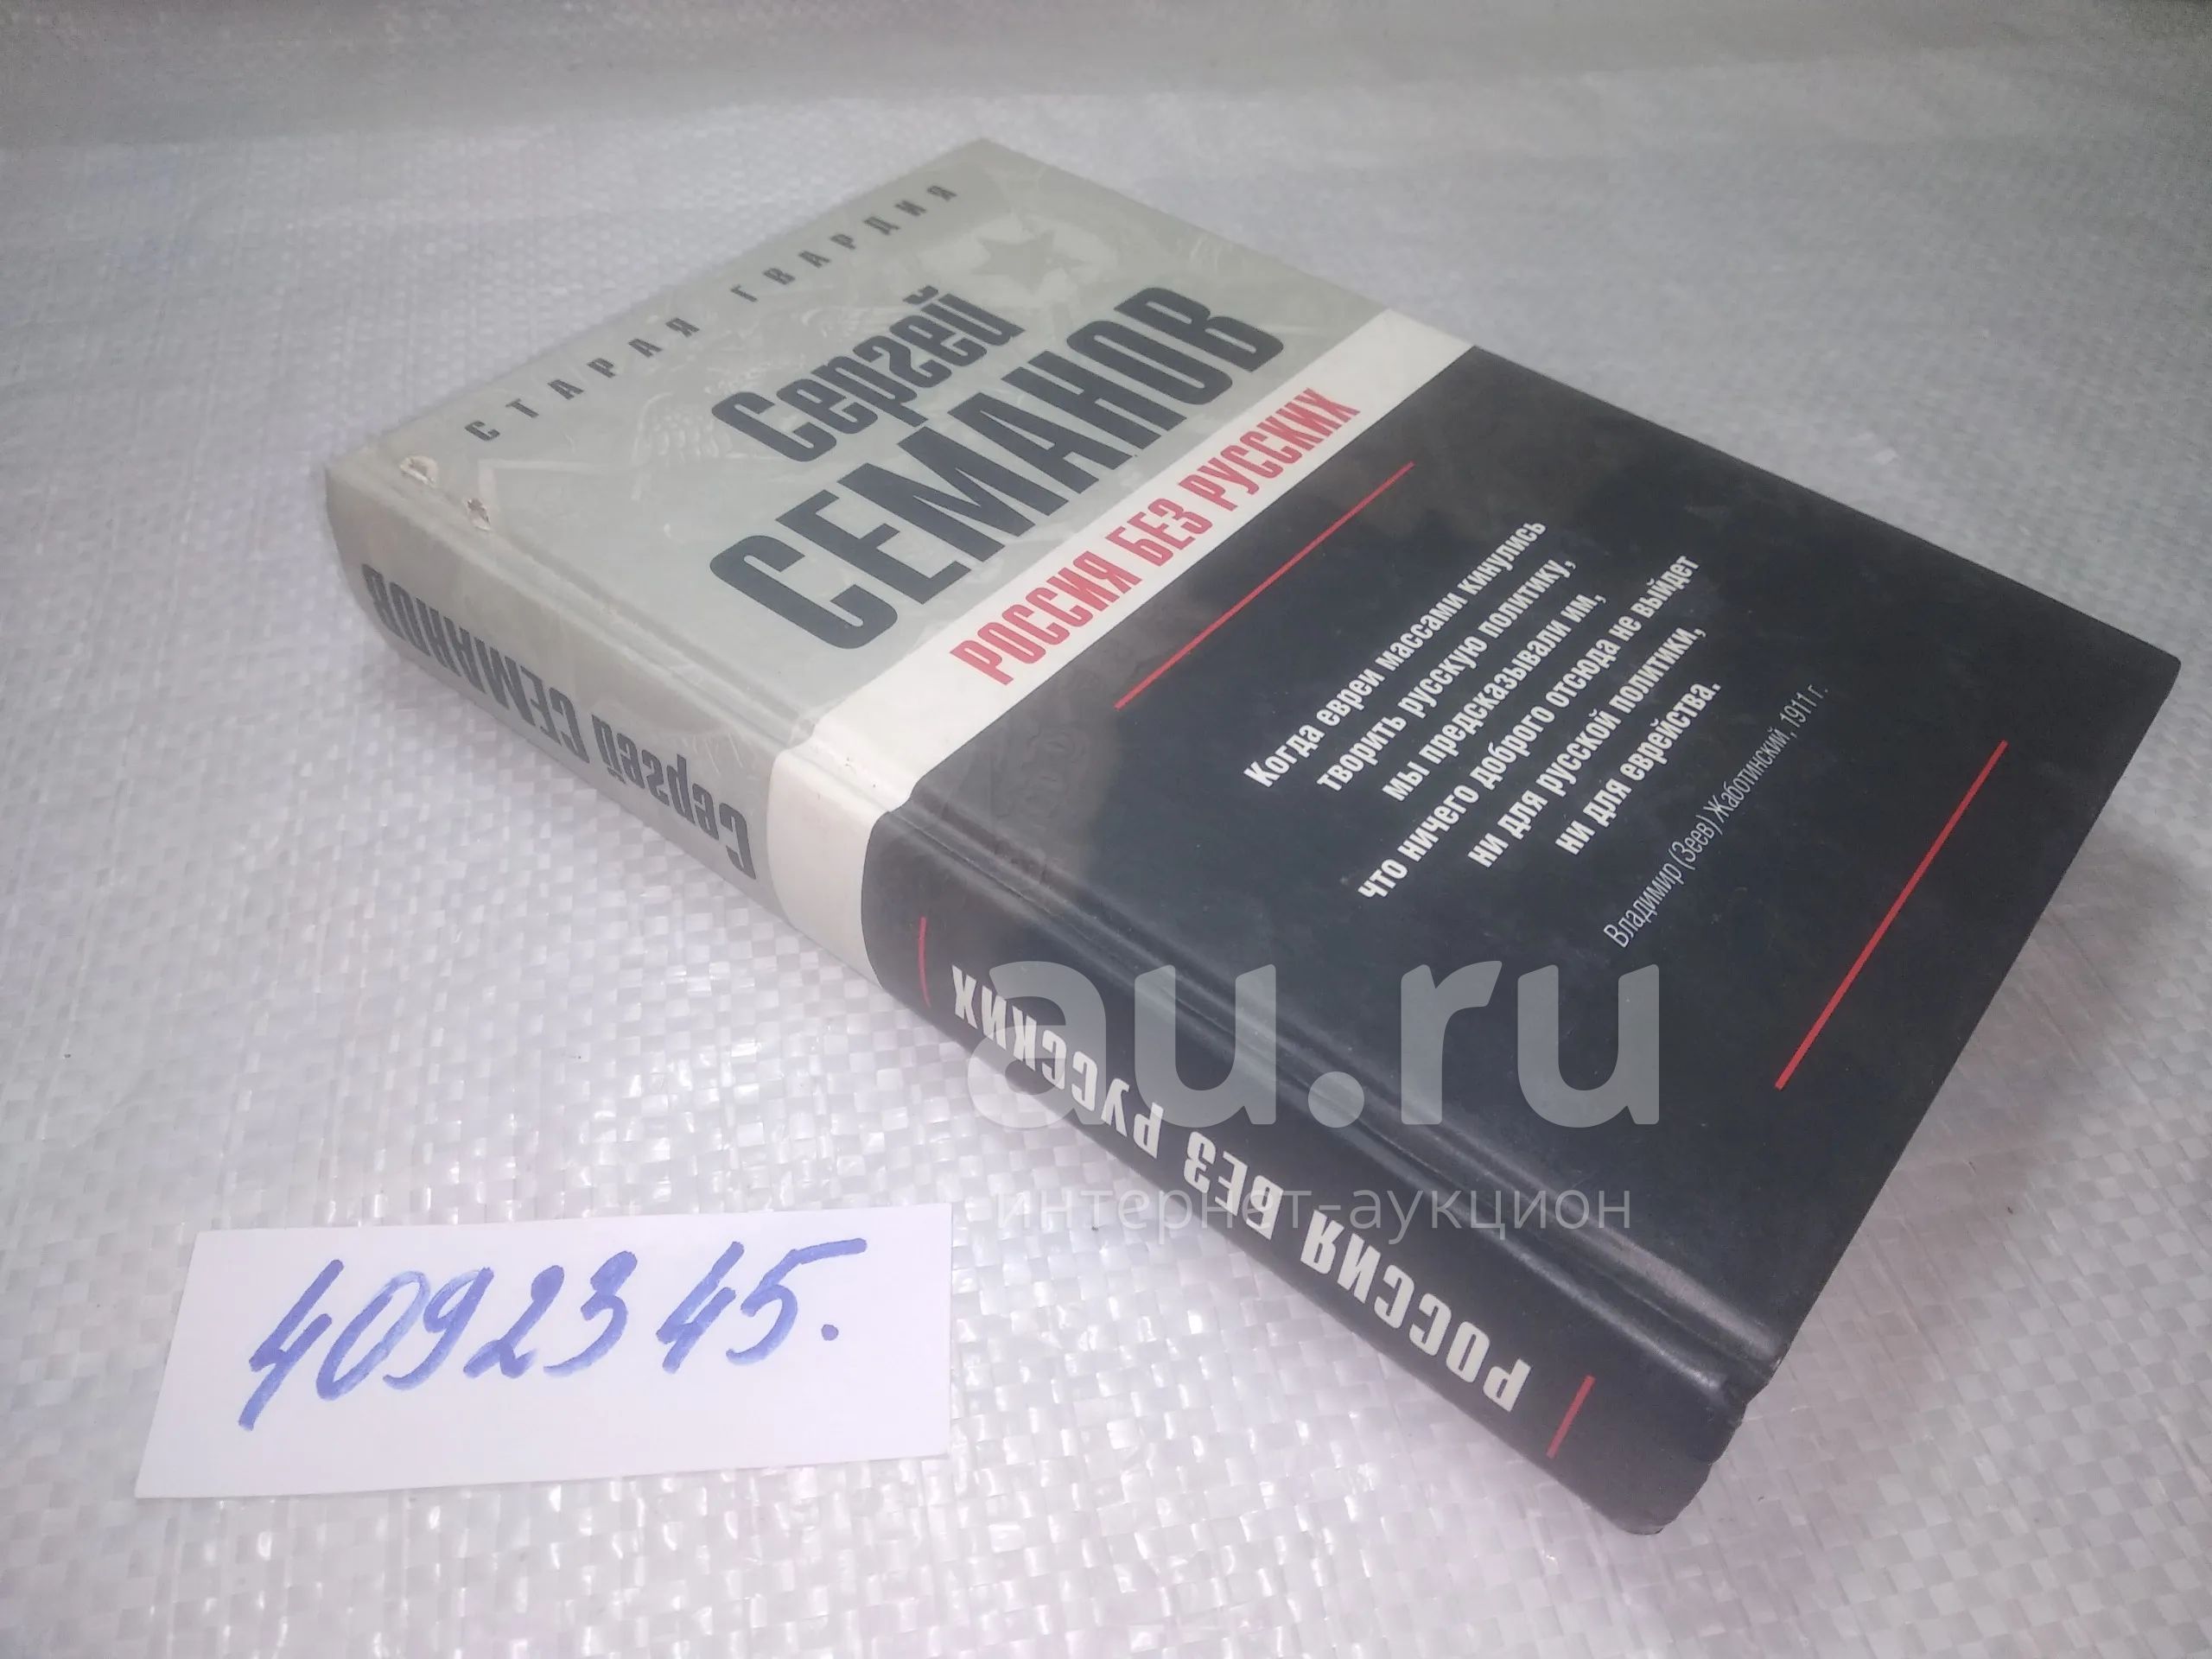 СТАРАЯ ГВАРДИЯ
Сергей
СЕМАНОВ
РОССИЯ БЕЗ РУССКИХ
Когда евреи массами кинулись
творить русскую политику,
мы предсказывали им,
что ничего доброго отсюда не выйдет
ни для русской политики,
ни для еврейства.
Владимир (Зеев) Жаботинский, 1911 г.
Сергей СЕМАНОВ
РОССИЯ БЕЗ РУССКИХ
au.ru
интернет-аукцион
4092345.